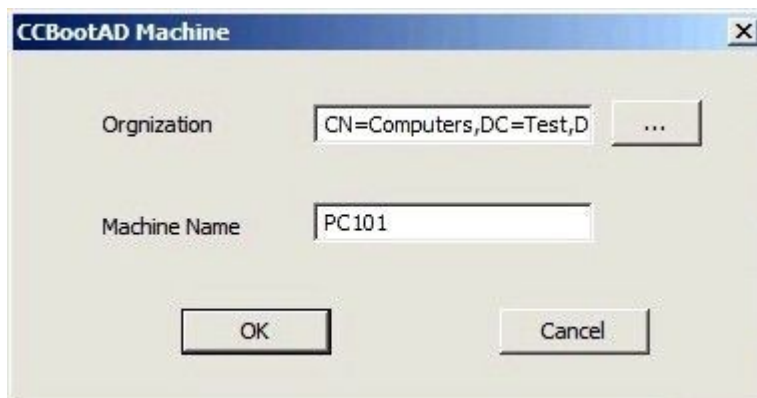 CCBootAD Machine
Orgnization
CN=Computers,DC=Test,D
...
Machine Name
PC101
OK
Cancel